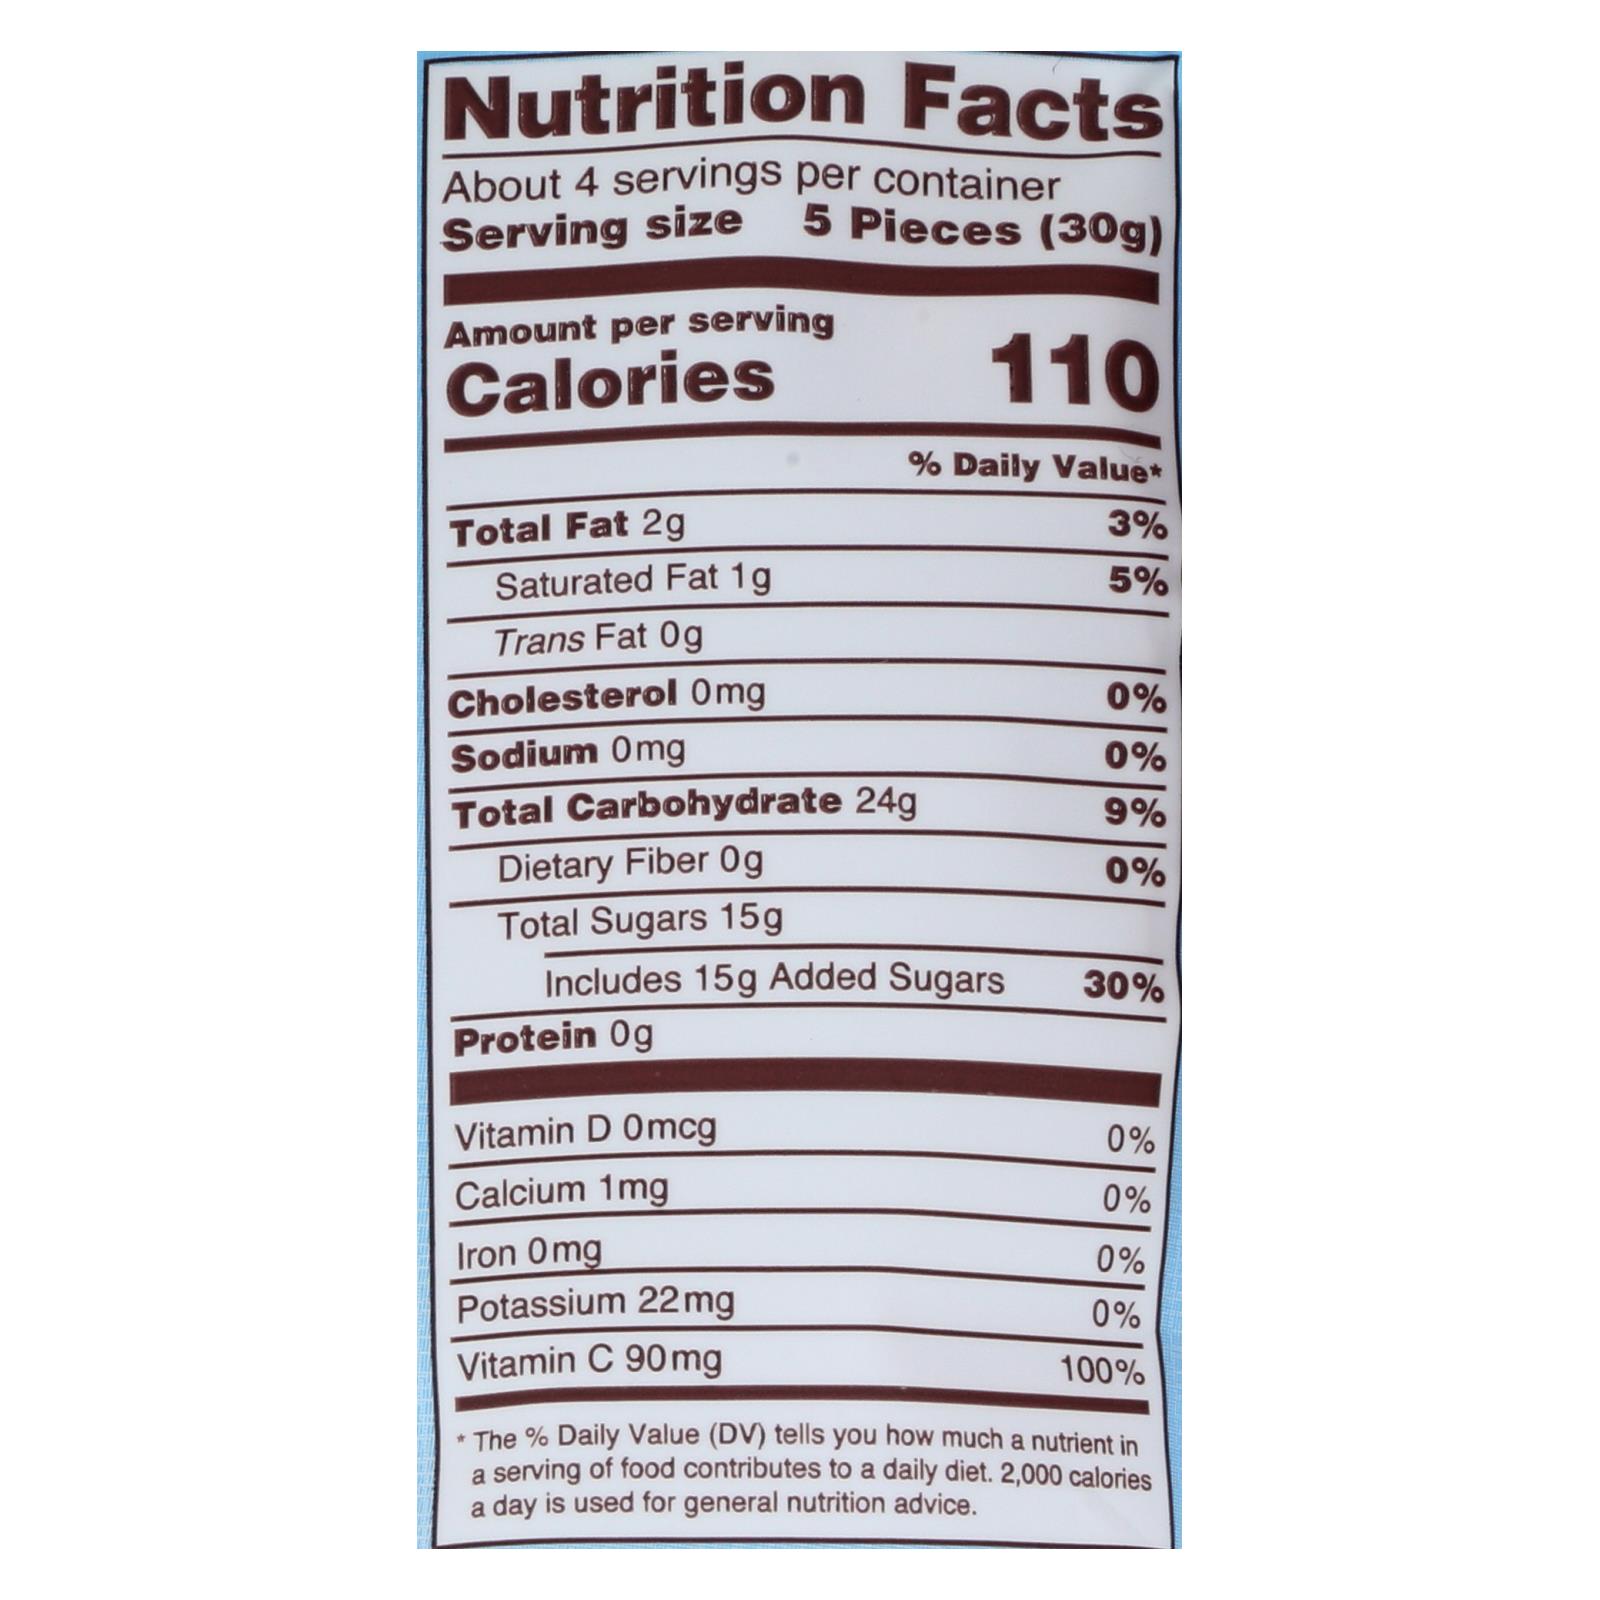 Nutrition Facts
About 4 servings per container
Serving size 5 Pieces (30g)
Amount per serving
Calories 110
% Daily Value*
Total Fat 2g 3%
Saturated Fat 1g 5%
Trans Fat 0g
Cholesterol 0mg 0%
Sodium 0mg 0%
Total Carbohydrate 24g 9%
Dietary Fiber 0g 0%
Total Sugars 15g
Includes 15g Added Sugars 30%
Protein 0g
Vitamin D 0mcg 0%
Calcium 1mg 0%
Iron 0mg 0%
Potassium 22mg 0%
Vitamin C 90mg 100%
* The % Daily Value (DV) tells you how much a nutrient in
a serving of food contributes to a daily diet. 2,000 calories
a day is used for general nutrition advice.